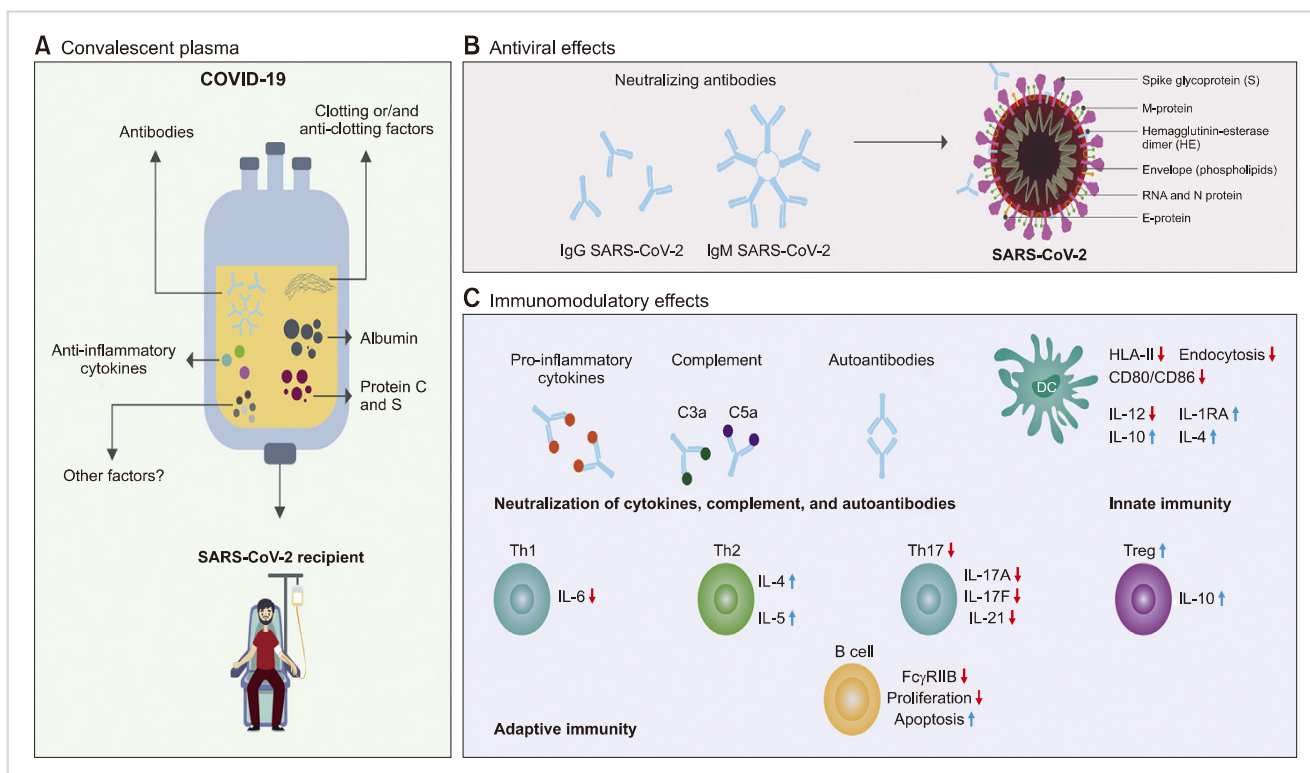 A Convalescent plasma
COVID-19
Antibodies
Clotting or/and
anti-clotting factors
Anti-inflammatory
cytokines
Albumin
Protein C
and S
Other factors?
SARS-CoV-2 recipient
B Antiviral effects
Neutralizing antibodies
IgG SARS-CoV-2
IgM SARS-CoV-2
Spike glycoprotein (S)
M-protein
Hemagglutinin-esterase
dimer (HE)
Envelope (phospholipids)
RNA and N protein
E-protein
SARS-CoV-2
C Immunomodulatory effects
Pro-inflammatory
cytokines
Complement
C3a
C5a
Autoantibodies
DC
HLA-II ↓ Endocytosis ↓
CD80/CD86 ↓
IL-12 ↓ IL-1RA ↑
IL-10 ↑ IL-4 ↑
Neutralization of cytokines, complement, and autoantibodies
Innate immunity
Th1
IL-6 ↓
Th2
IL-4 ↑
IL-5 ↑
Th17 ↓
IL-17A ↓
IL-17F ↓
IL-21 ↓
Treg ↑
IL-10 ↑
B cell
FcγRIIB ↓
Proliferation ↓
Apoptosis ↑
Adaptive immunity